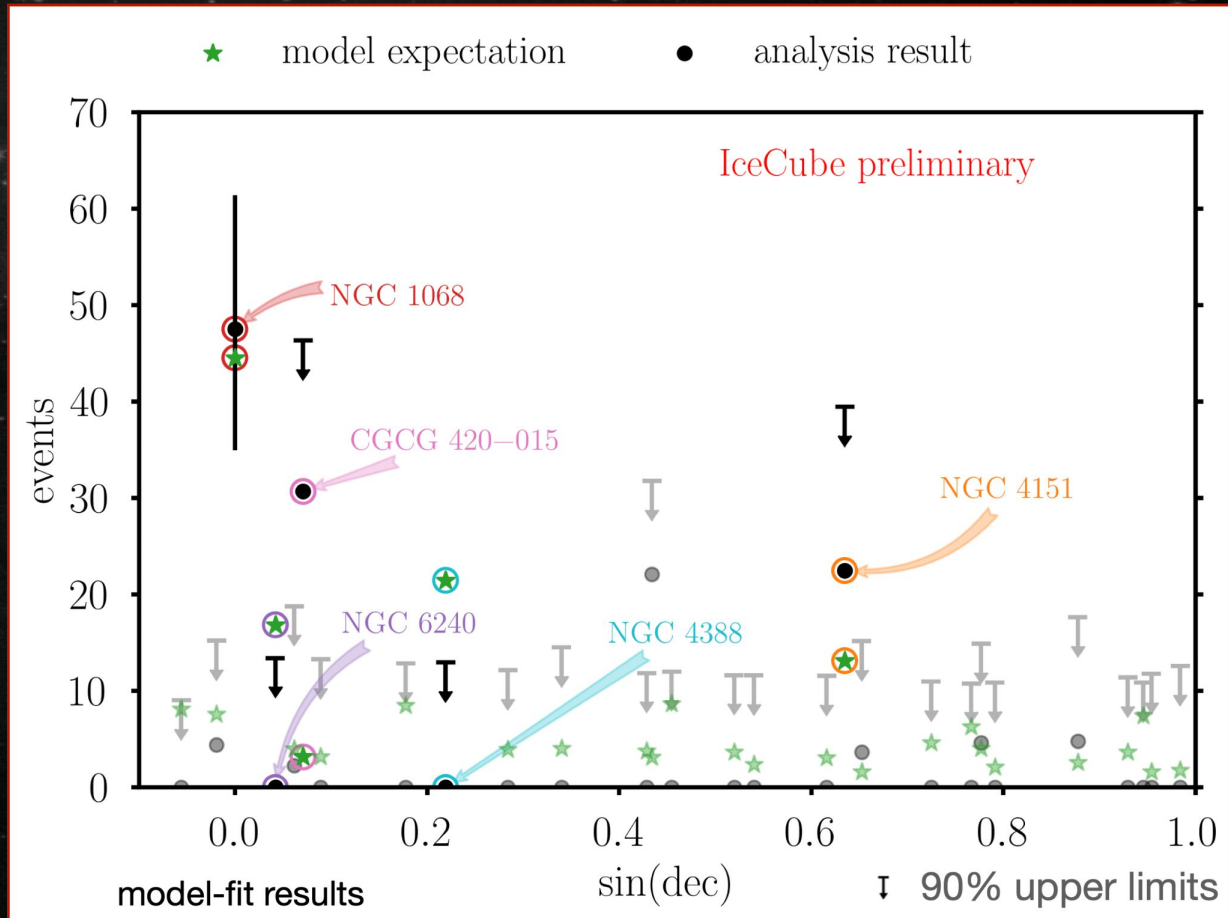 model expectation
analysis result
70
60
50
40
30
20
10
0
events
IceCube preliminary
NGC 1068
CGCG 420−015
NGC 4151
NGC 6240
NGC 4388
0.0
0.2
0.4
0.6
0.8
1.0
sin(dec)
model-fit results
90% upper limits